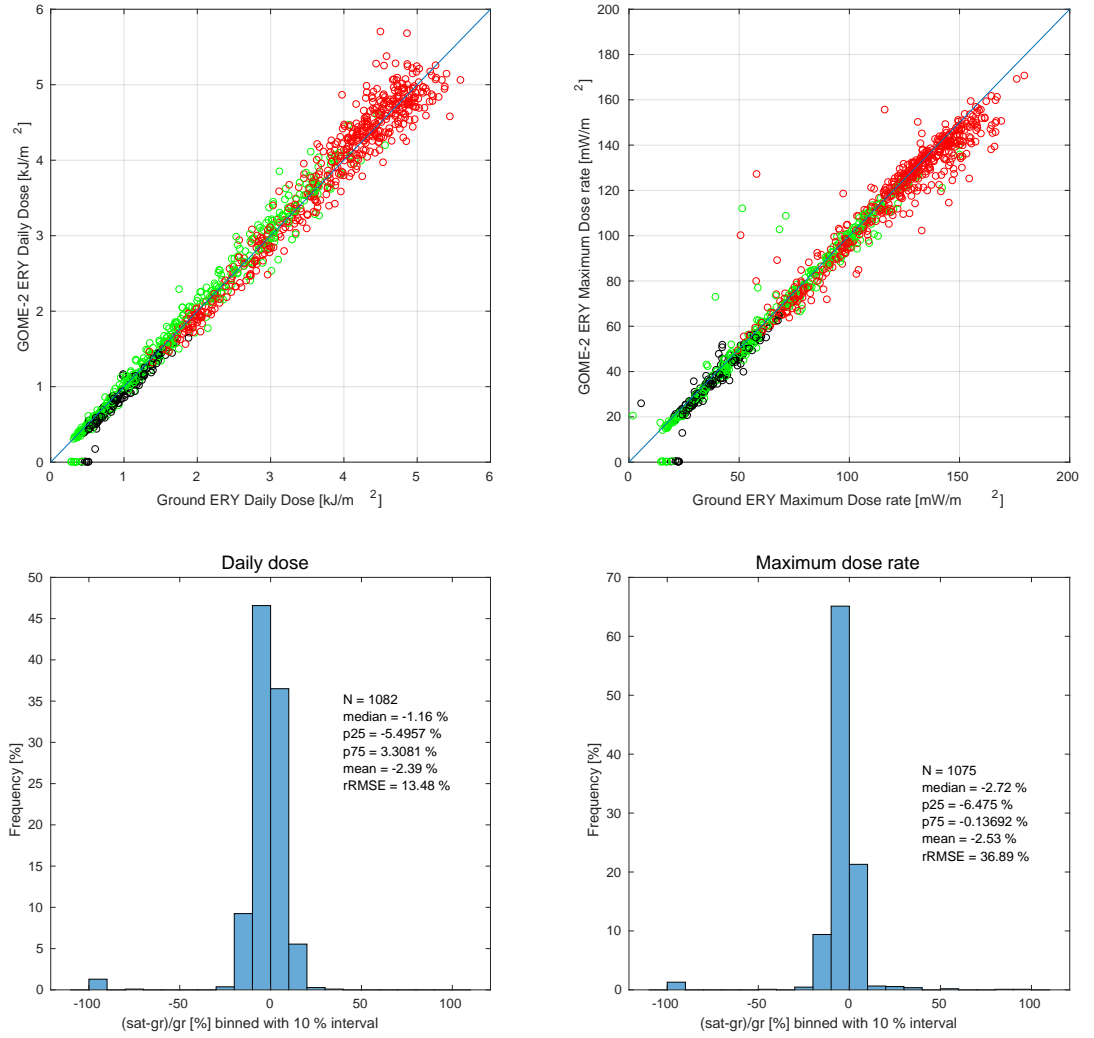 6
5
4
3
2
1
0
GOME-2 ERY Daily Dose [kJ/m 2]
0 1 2 3 4 5 6
Ground ERY Daily Dose [kJ/m 2]
200
180
160
140
120
100
80
60
40
20
0
GOME-2 ERY Maximum Dose rate [mW/m 2]
0 50 100 150 200
Ground ERY Maximum Dose rate [mW/m 2]
Daily dose
50
45
40
35
30
25
20
15
10
5
0
Frequency [%]
N = 1082
median = -1.16 %
p25 = -5.4957 %
p75 = 3.3081 %
mean = -2.39 %
rRMSE = 13.48 %
-100 -50 0 50 100
(sat-gr)/gr [%] binned with 10 % interval
Maximum dose rate
70
60
50
40
30
20
10
0
Frequency [%]
N = 1075
median = -2.72 %
p25 = -6.475 %
p75 = -0.13692 %
mean = -2.53 %
rRMSE = 36.89 %
-100 -50 0 50 100
(sat-gr)/gr [%] binned with 10 % interval